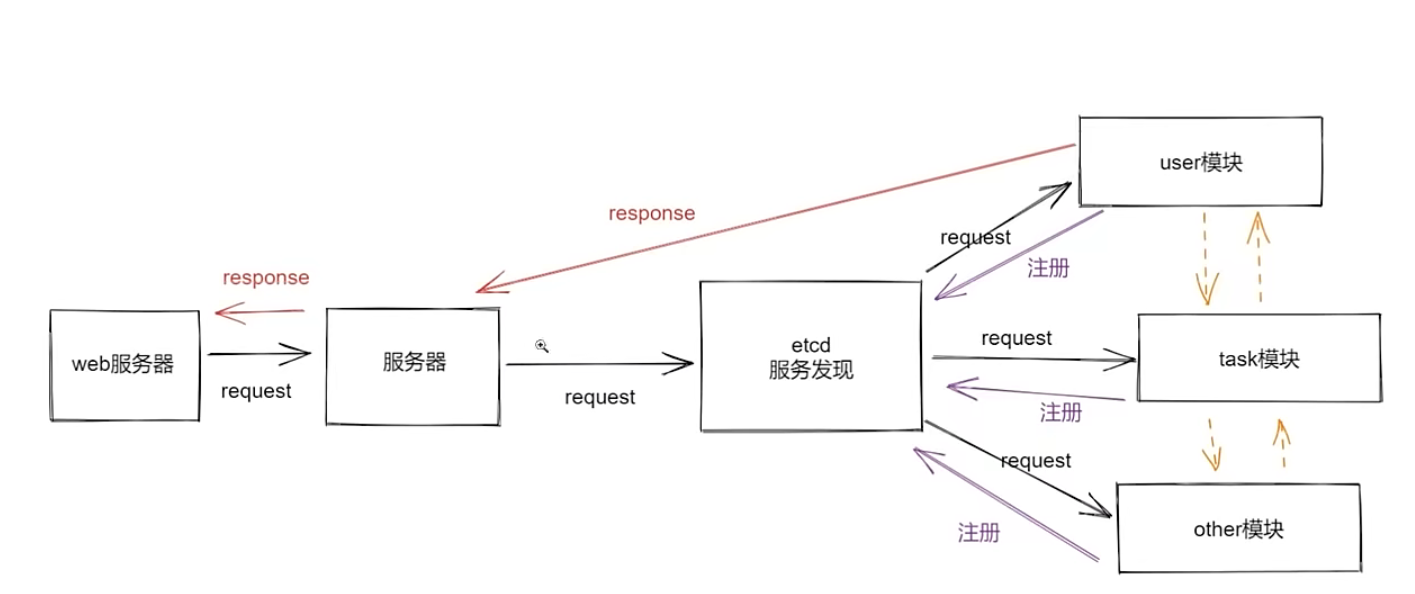 user模块
response
request
注册
response
web服务器
request
服务器
request
etcd
服务发现
request
注册
task模块
request
注册
other模块